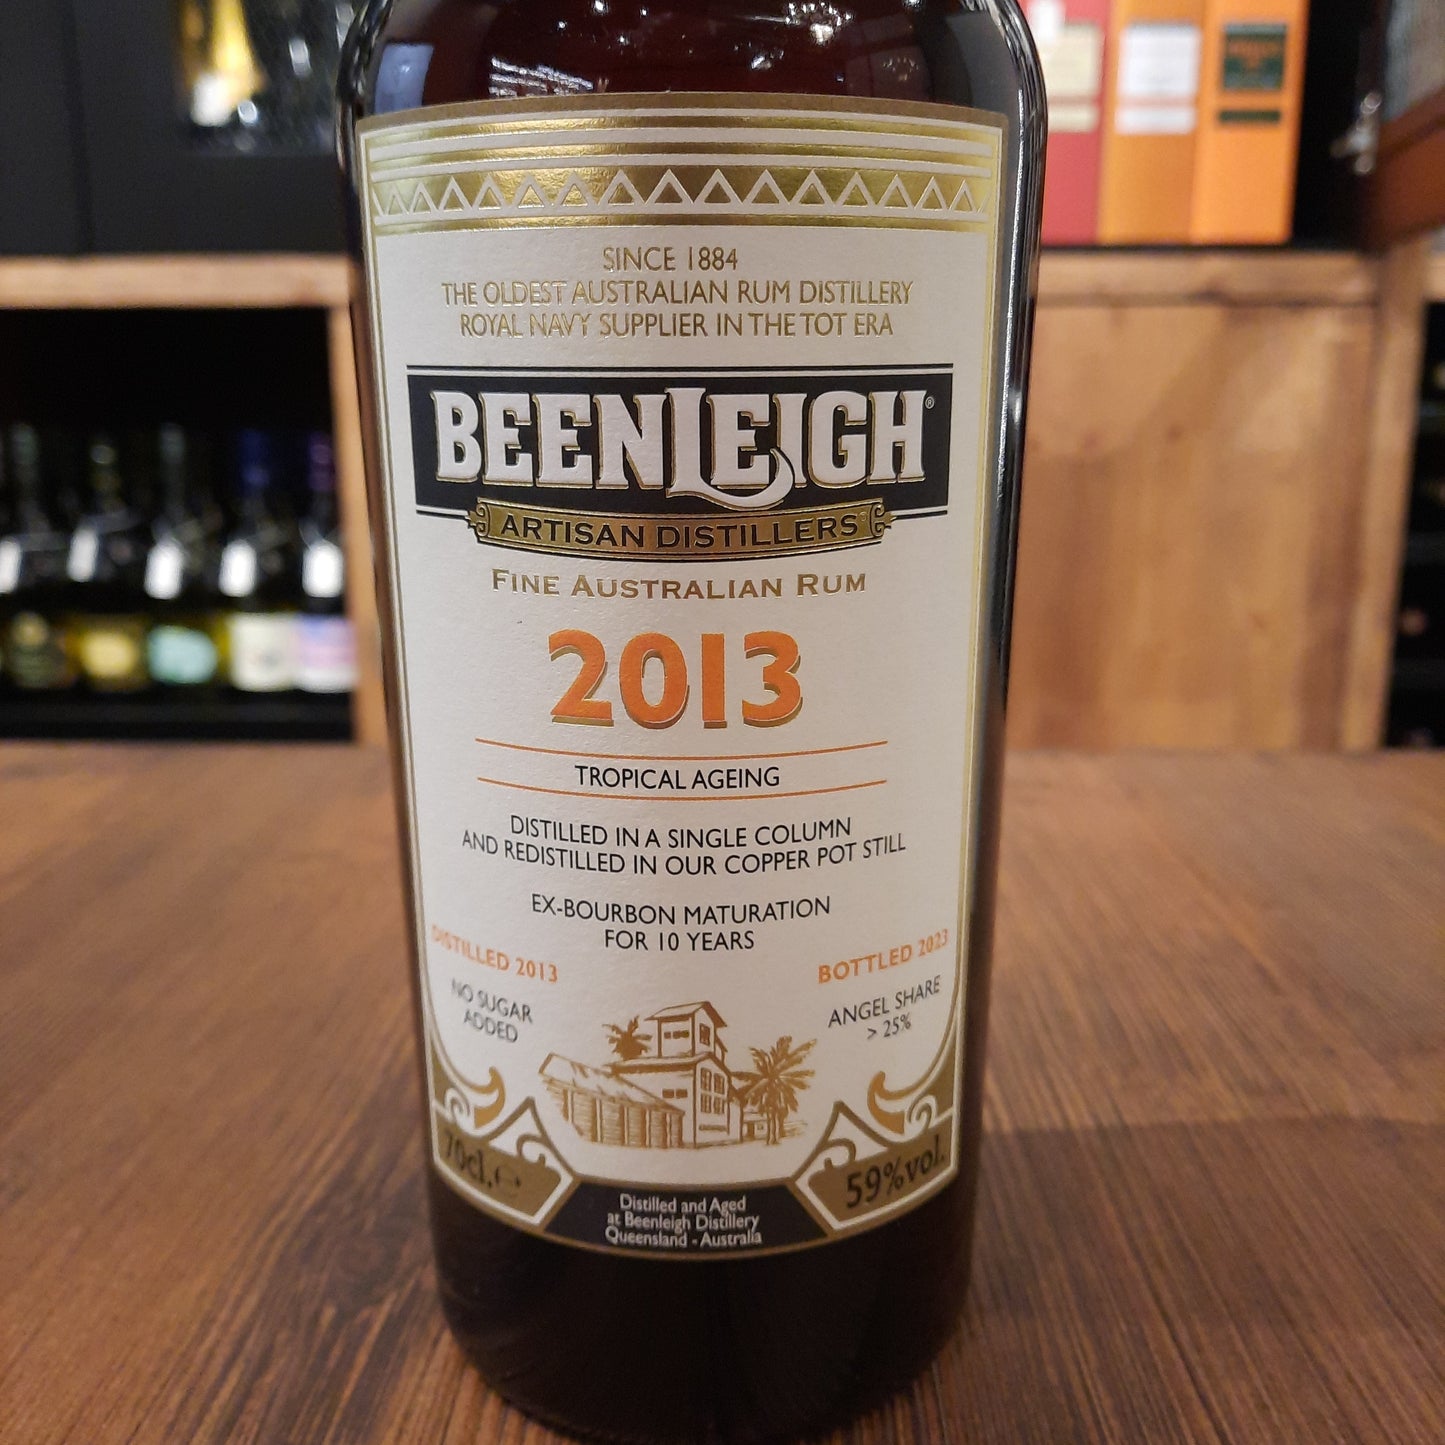 SINCE 1884
THE OLDEST AUSTRALIAN RUM DISTILLERY
ROYAL NAVY SUPPLIER IN THE TOT ERA
BEENLEIGH®
ARTISAN DISTILLERS
FINE AUSTRALIAN RUM
2013
TROPICAL AGEING
DISTILLED IN A SINGLE COLUMN
AND REDISTILLED IN OUR COPPER POT STILL
EX-BOURBON MATURATION
FOR 10 YEARS
DISTILLED 2013
NO SUGAR
ADDED
BOTTLED 2023
ANGEL SHARE
> 25%
70cl, ℮
59%vol.
Distilled and Aged
at Beenleigh Distillery
Queensland - Australia